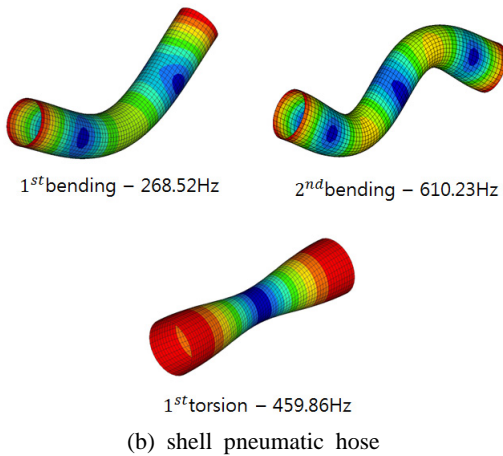 1st bending – 268.52Hz
2nd bending – 610.23Hz
1st torsion – 459.86Hz
(b) shell pneumatic hose